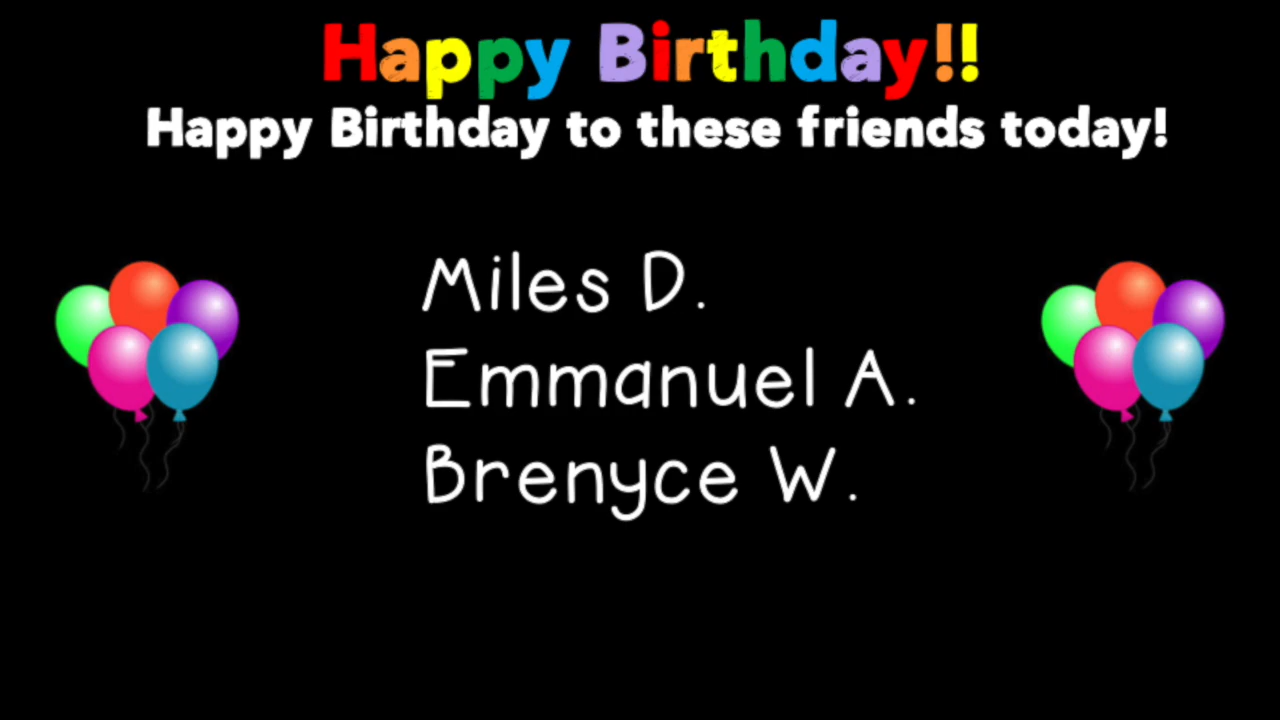 Happy Birthday!!
Happy Birthday to these friends today!
Miles D.
Emmanuel A.
Brenyce W.